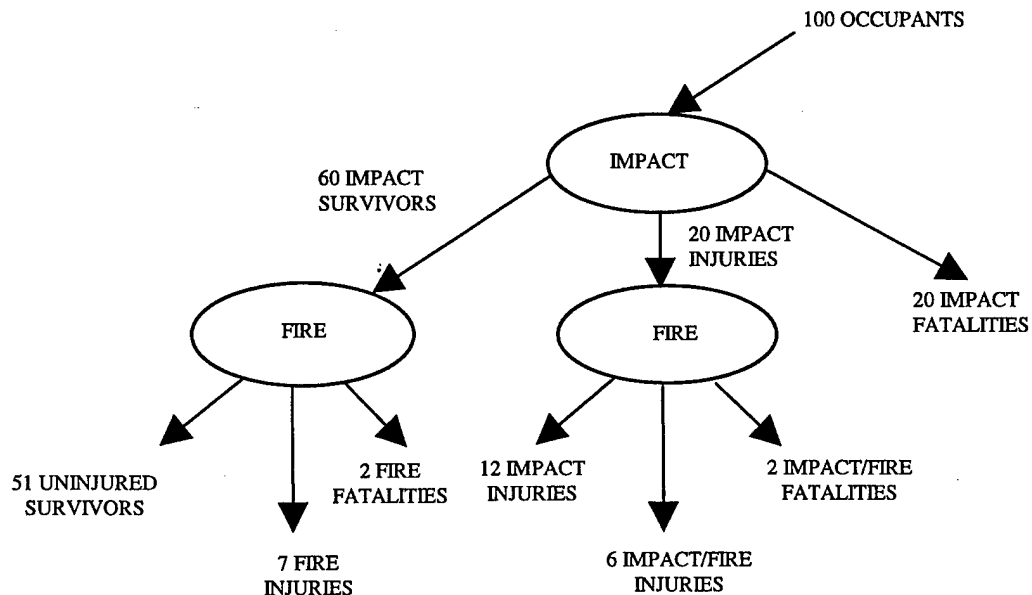 100 OCCUPANTS
IMPACT
60 IMPACT
SURVIVORS
20 IMPACT
INJURIES
20 IMPACT
FATALITIES
FIRE
FIRE
51 UNINJURED
SURVIVORS
2 FIRE
FATALITIES
12 IMPACT
INJURIES
2 IMPACT/FIRE
FATALITIES
7 FIRE
INJURIES
6 IMPACT/FIRE
INJURIES